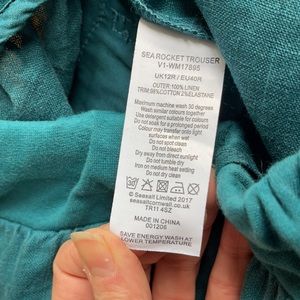 SEA ROCKET TROUSER
V1-WM17895
UK12R / EU40R
OUTER:100% LINEN
TRIM:98%COTTON 2%ELASTANE
Maximum machine wash 30 degrees
Wash similar colours together
Use detergent suitable for colours
Do not soak for a prolonged period
Colour may transfer onto light
surfaces when wet
Do not soak
Do not bleach
Do not wring or twist
Dry away from direct sunlight
Iron on medium heat setting
Do not dry clean
© Seasalt Limited 2017
seasaltcornwall.co.uk
TR11 4SZ
MADE IN CHINA
001206
SAVE ENERGY WASH AT
LOWER TEMPERATURE